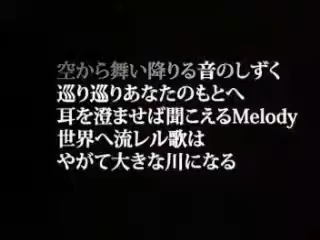 空から舞い降りる音のしずく
巡り巡りあなたのもとへ
耳を澄ませば聞こえるMelody
世界へ流レル歌は
やがて大きな川になる